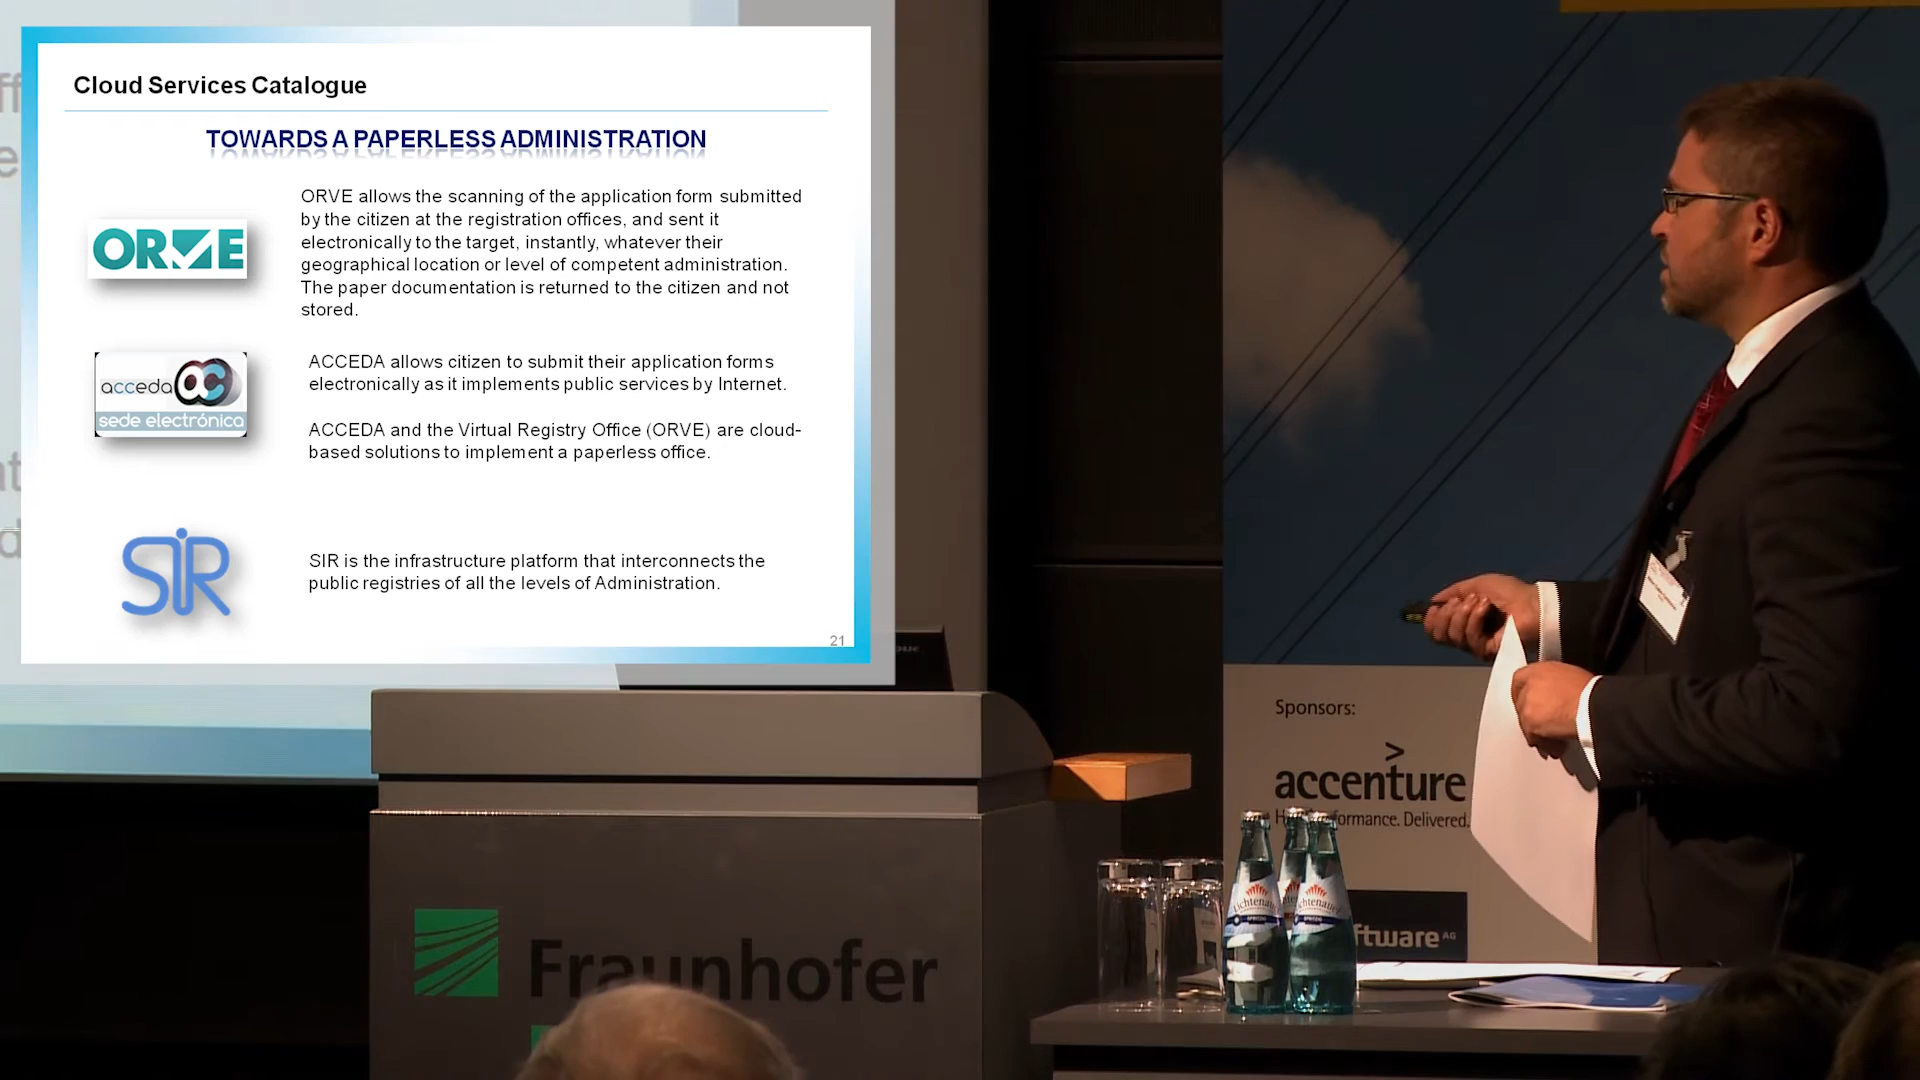 Cloud Services Catalogue
TOWARDS A PAPERLESS ADMINISTRATION
ORVE
ORVE allows the scanning of the application form submitted
by the citizen at the registration offices, and sent it
electronically to the target, instantly, whatever their
geographical location or level of competent administration.
The paper documentation is returned to the citizen and not
stored.
acceda ac
sede electrónica
ACCEDA allows citizen to submit their application forms
electronically as it implements public services by Internet.
ACCEDA and the Virtual Registry Office (ORVE) are cloud-
based solutions to implement a paperless office.
SIR
SIR is the infrastructure platform that interconnects the
public registries of all the levels of Administration.
21
Sponsors:
accenture
Delivered.
Lichtenauer
Fraunhofer
AG